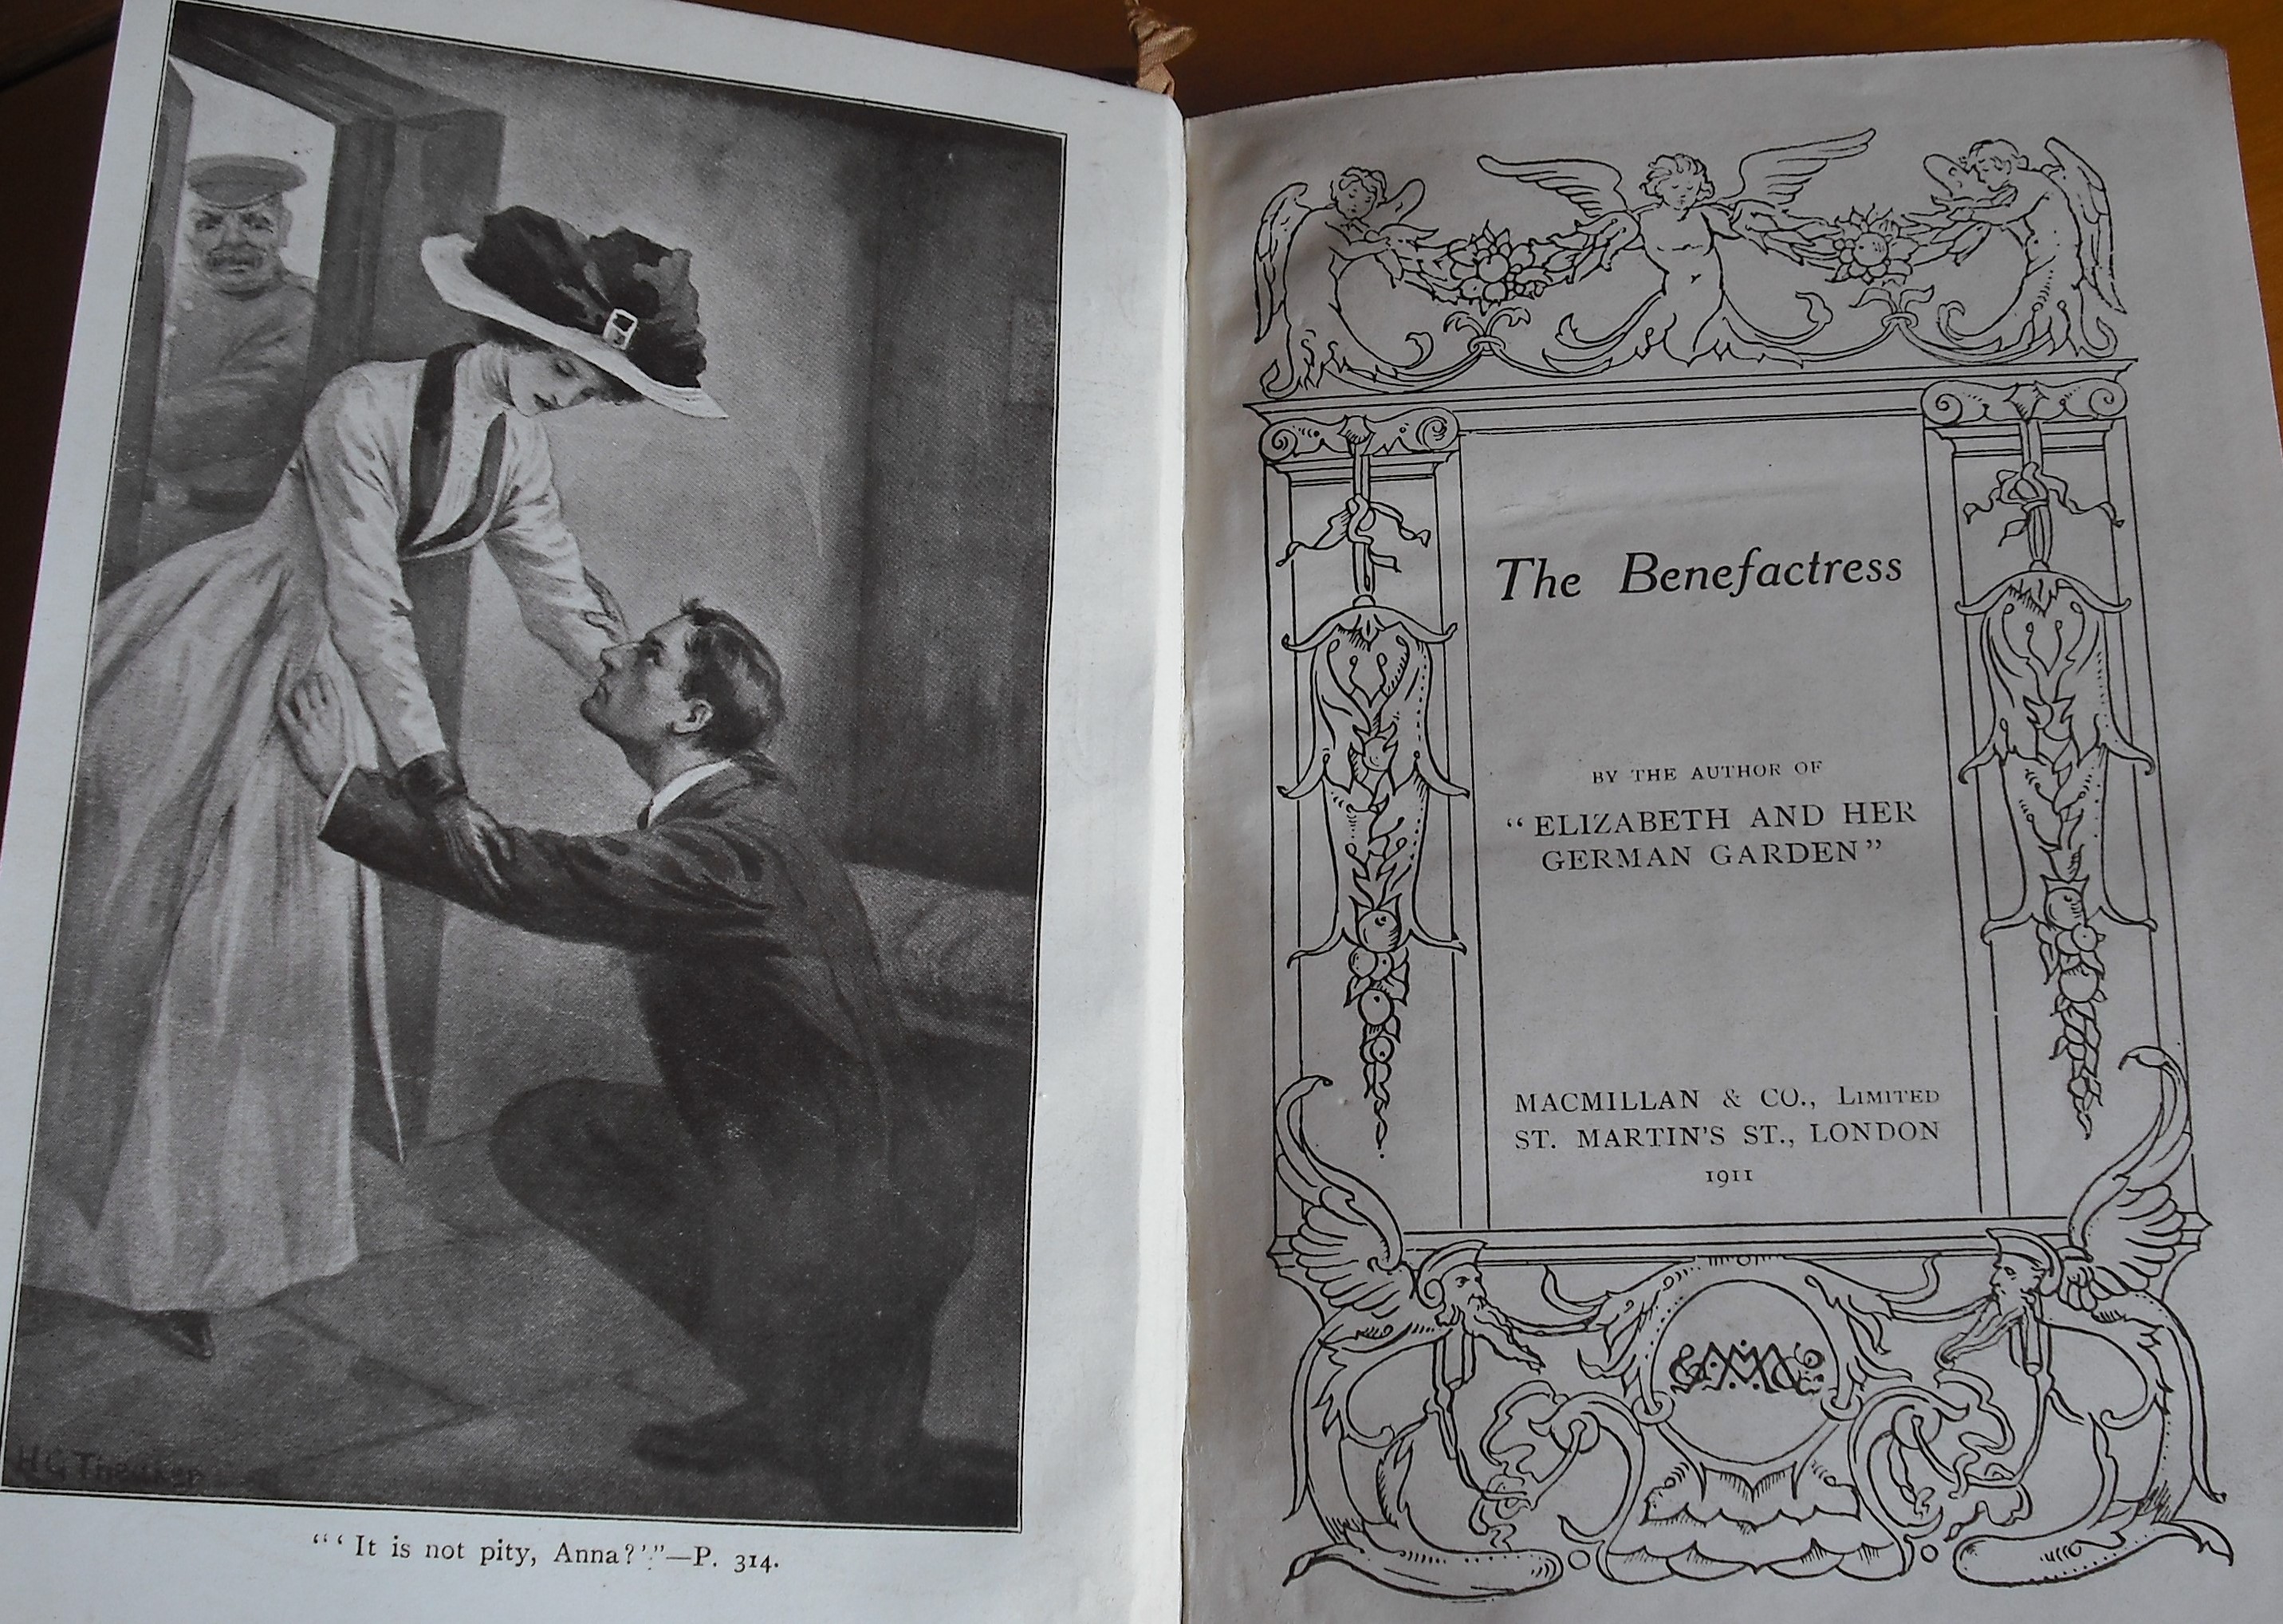 H G Theaker
“‘It is not pity, Anna?’”—P. 314.
The Benefactress
BY THE AUTHOR OF
“ELIZABETH AND HER
GERMAN GARDEN”
MACMILLAN & CO., LIMITED
ST. MARTIN'S ST., LONDON
1911